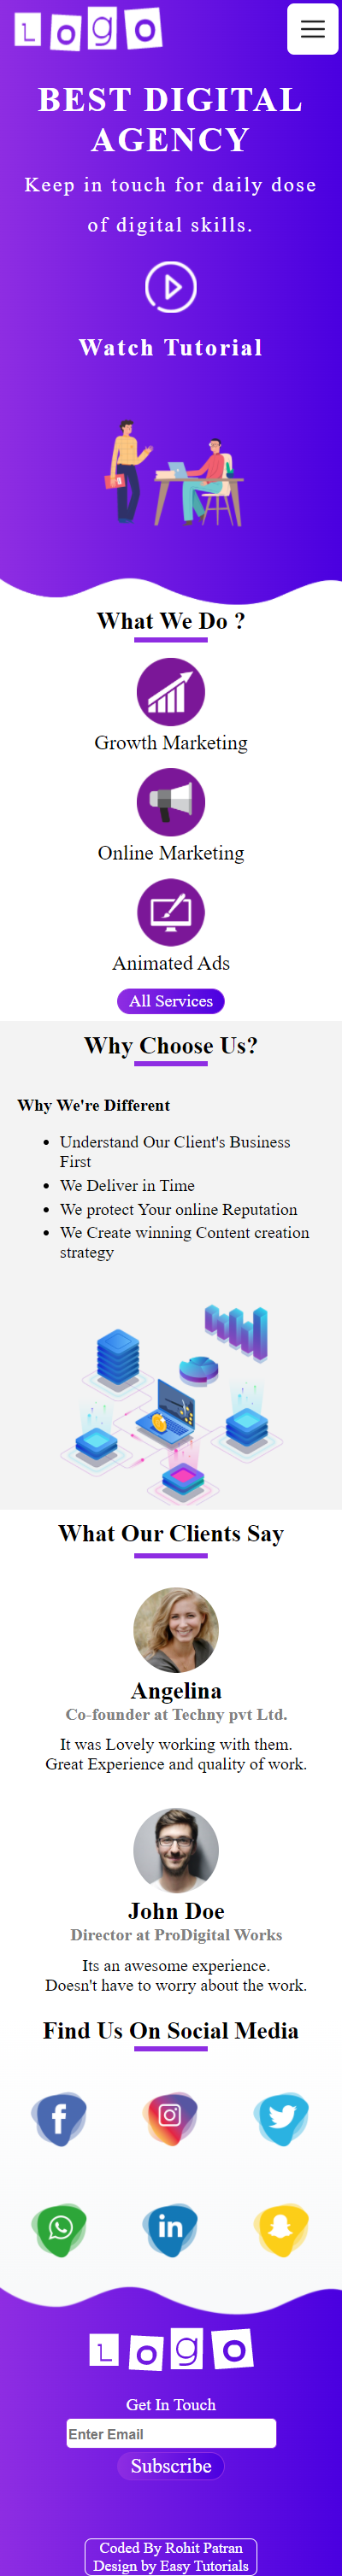 LOGO
BEST DIGITAL
AGENCY
Keep in touch for daily dose
of digital skills.
Watch Tutorial
What We Do ?
Growth Marketing
Online Marketing
Animated Ads
All Services
Why Choose Us?
Why We're Different
• Understand Our Client's Business
First
• We Deliver in Time
• We protect Your online Reputation
• We Create winning Content creation
strategy
What Our Clients Say
Angelina
Co-founder at Techny pvt Ltd.
It was Lovely working with them.
Great Experience and quality of work.
John Doe
Director at ProDigital Works
Its an awesome experience.
Doesn't have to worry about the work.
Find Us On Social Media
f
in
LOgO
Get In Touch
Enter Email
Subscribe
Coded By Rohit Patran
Design by Easy Tutorials